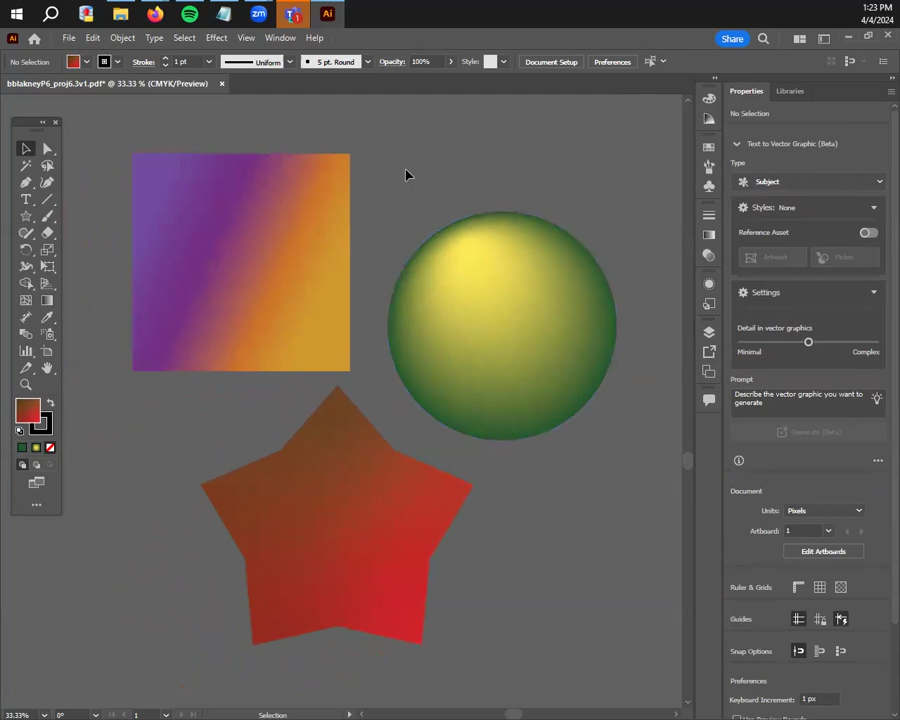 1:23 PM
4/4/2024
File Edit Object Type Select Effect View Window Help
Share
No Selection
Stroke: 1 pt
Uniform
5 pt. Round
Opacity: 100%
Style:
Document Setup
Preferences
bblakneyP6_proj6.3v1.pdf* @ 33.33 % (CMYK/Preview)
Properties Libraries
No Selection
Text to Vector Graphic (Beta)
Type
Subject
Styles: None
Reference Asset
Artwork
Picker
Settings
Detail in vector graphics
Minimal Complex
Prompt
Describe the vector graphic you want to
generate
Generate (Beta)
Document
Units: Pixels
Artboard: 1
Edit Artboards
Ruler & Grids
Guides
Snap Options
Preferences
Keyboard Increment: 1 px
Use Preview Bounds
33.33% 0° 1 Selection